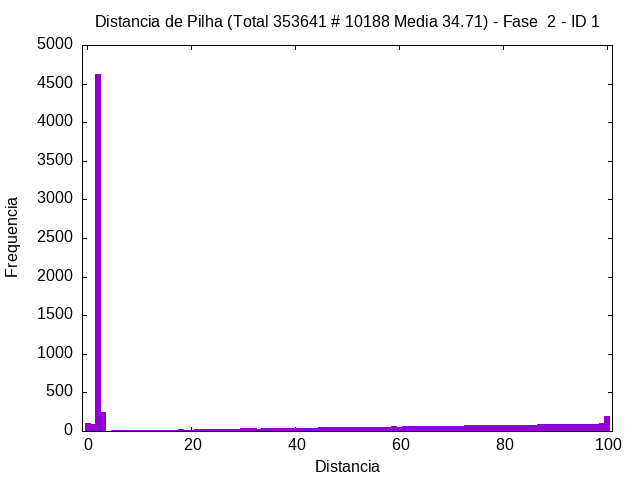 Distancia de Pilha (Total 353641 # 10188 Media 34.71) - Fase  2 - ID 1
5000
4500
4000
3500
3000
2500
2000
1500
1000
500
0
Frequencia
0 20 40 60 80 100
Distancia